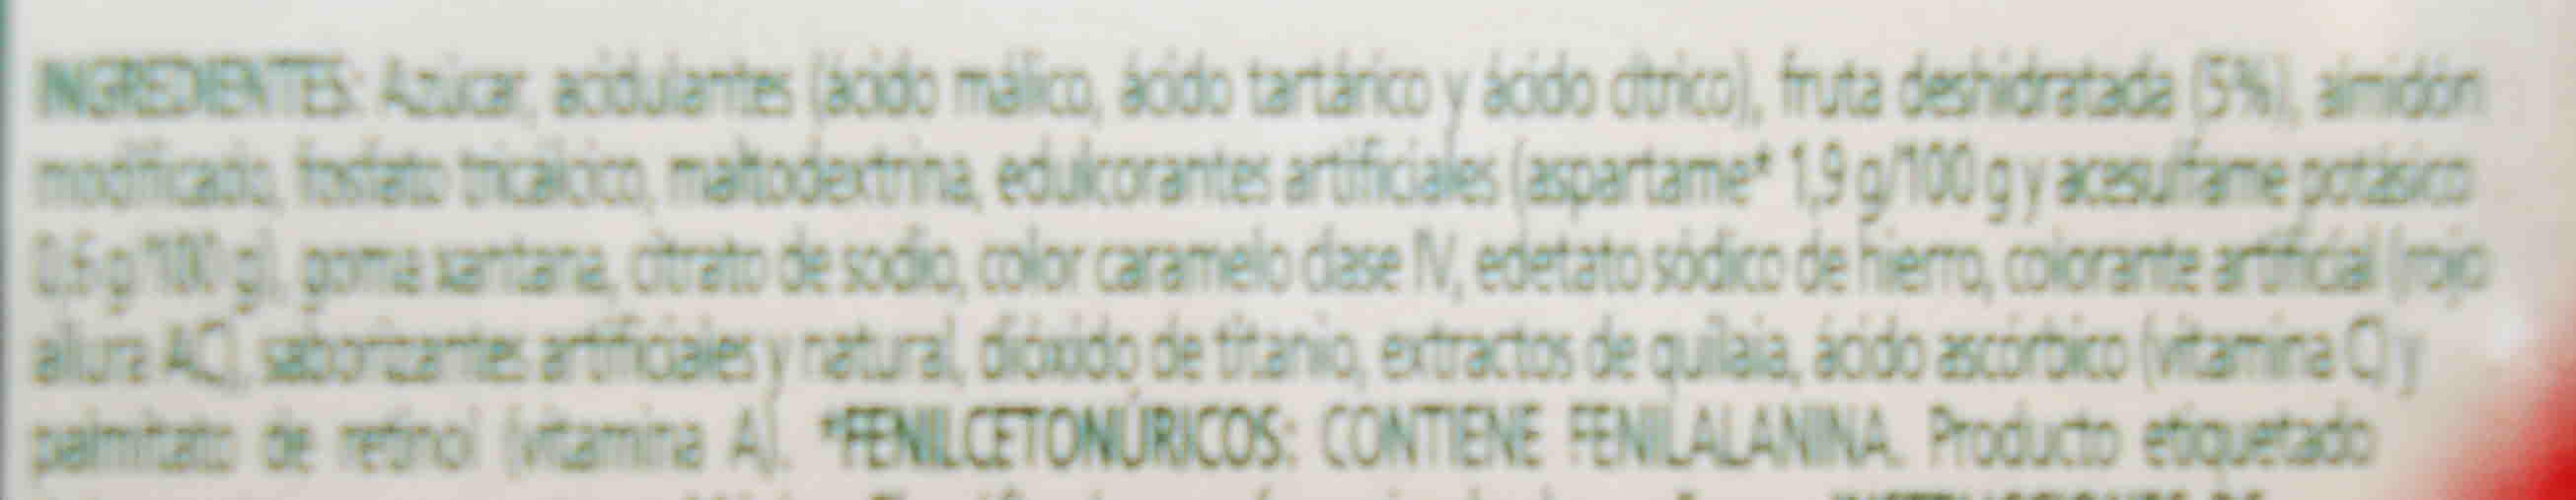 INGREDIENTES: Azúcar, acidulantes (ácido málico, ácido tartárico y ácido cítrico), fruta deshidratada (5%), almidón
modificado, fosfato tricálcico, maltodextrina, edulcorantes artificiales (aspartame* 1,9 g/100 g y acesulfame potásico
0,6 g/100 g), goma xantana, citrato de sodio, color caramelo clase IV, edetato sódico de hierro, colorante artificial (rojo
allura AC), saborizantes artificiales y natural, dióxido de titanio, extractos de quilaia, ácido ascórbico (vitamina C) y
palmitato de retinol (vitamina A). *FENILCETONÚRICOS: CONTIENE FENILALANINA. Producto etiquetado